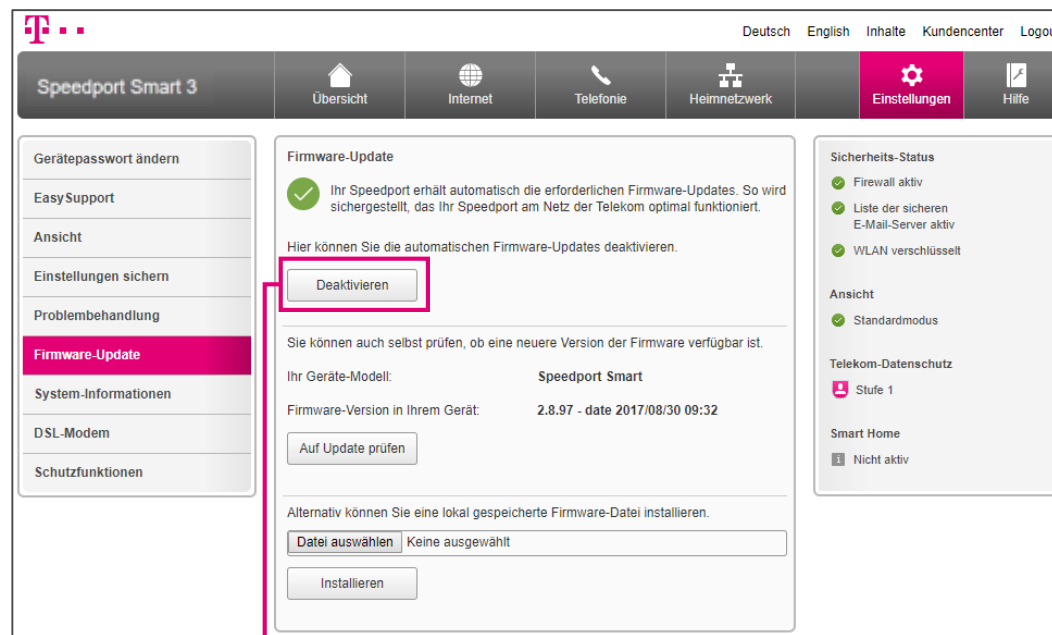 Deutsch English Inhalte Kundencenter
Speedport Smart 3
Übersicht Internet Telefonie Heimnetzwerk Einstellungen Hilfe
Gerätepasswort ändern
EasySupport
Ansicht
Einstellungen sichern
Problembehandlung
Firmware-Update
System-Informationen
DSL-Modem
Schutzfunktionen
Firmware-Update
Ihr Speedport erhält automatisch die erforderlichen Firmware-Updates. So wird
sichergestellt, das Ihr Speedport am Netz der Telekom optimal funktioniert.
Hier können Sie die automatischen Firmware-Updates deaktivieren.
Deaktivieren
Sie können auch selbst prüfen, ob eine neuere Version der Firmware verfügbar ist.
Ihr Geräte-Modell: Speedport Smart
Firmware-Version in Ihrem Gerät: 2.8.97 - date 2017/08/30 09:32
Auf Update prüfen
Alternativ können Sie eine lokal gespeicherte Firmware-Datei installieren.
Datei auswählen Keine ausgewählt
Installieren
Sicherheits-Status
Firewall aktiv
Liste der sicheren
E-Mail-Server aktiv
WLAN verschlüsselt
Ansicht
Standardmodus
Telekom-Datenschutz
Stufe 1
Smart Home
Nicht aktiv